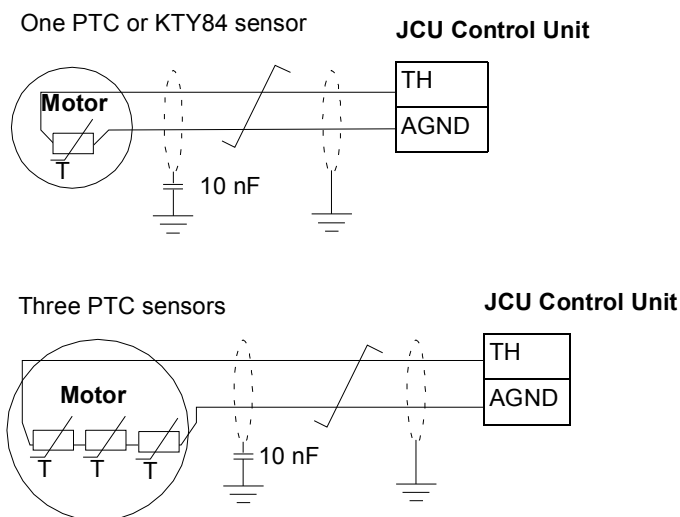 One PTC or KTY84 sensor
JCU Control Unit
TH
AGND
Motor
T
10 nF
Three PTC sensors
JCU Control Unit
TH
AGND
Motor
T T T
10 nF